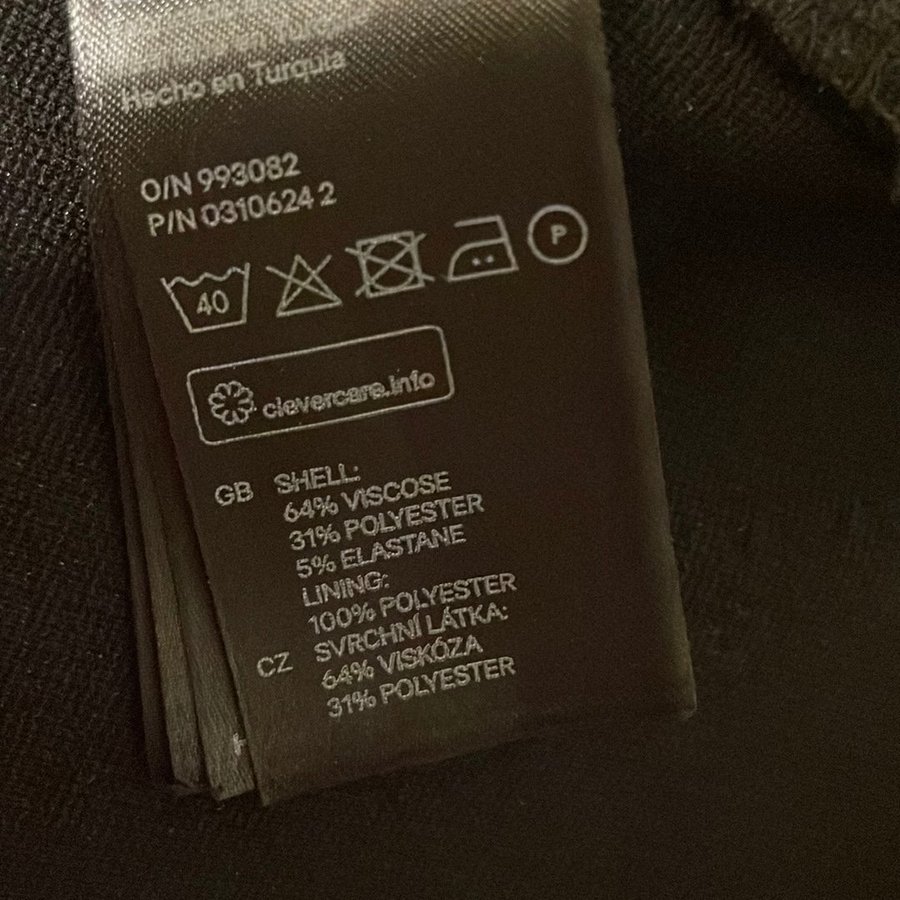 Hecho en Turquía
O/N 993082
P/N 0310624 2
40
P
clevercare.info
GB SHELL:
64% VISCOSE
31% POLYESTER
5% ELASTANE
LINING:
100% POLYESTER
CZ SVRCHNÍ LÁTKA:
64% VISKÓZA
31% POLYESTER